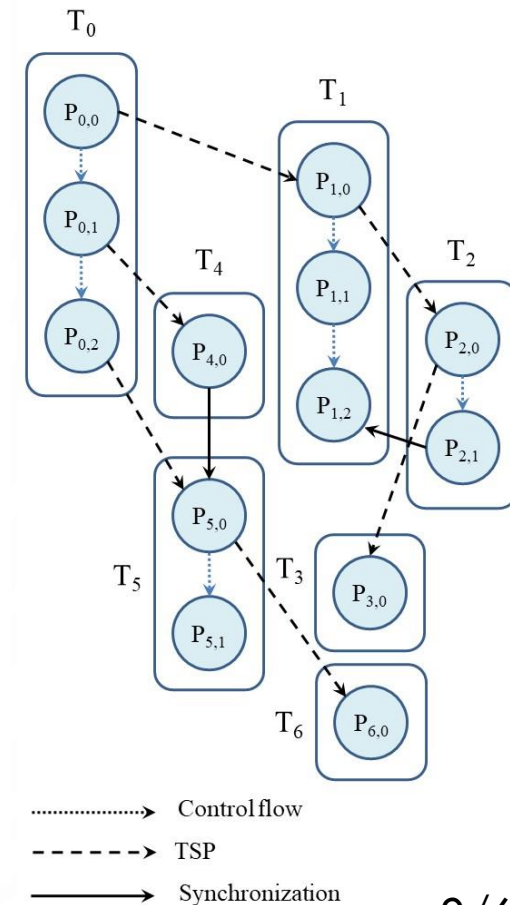 T0
P0,0
T1
P1,0
P0,1
T4
T2
P1,1
P0,2
P4,0
P2,0
P1,2
P2,1
P5,0
T5
T3
P3,0
P5,1
T6
P6,0
Control flow
TSP
Synchronization